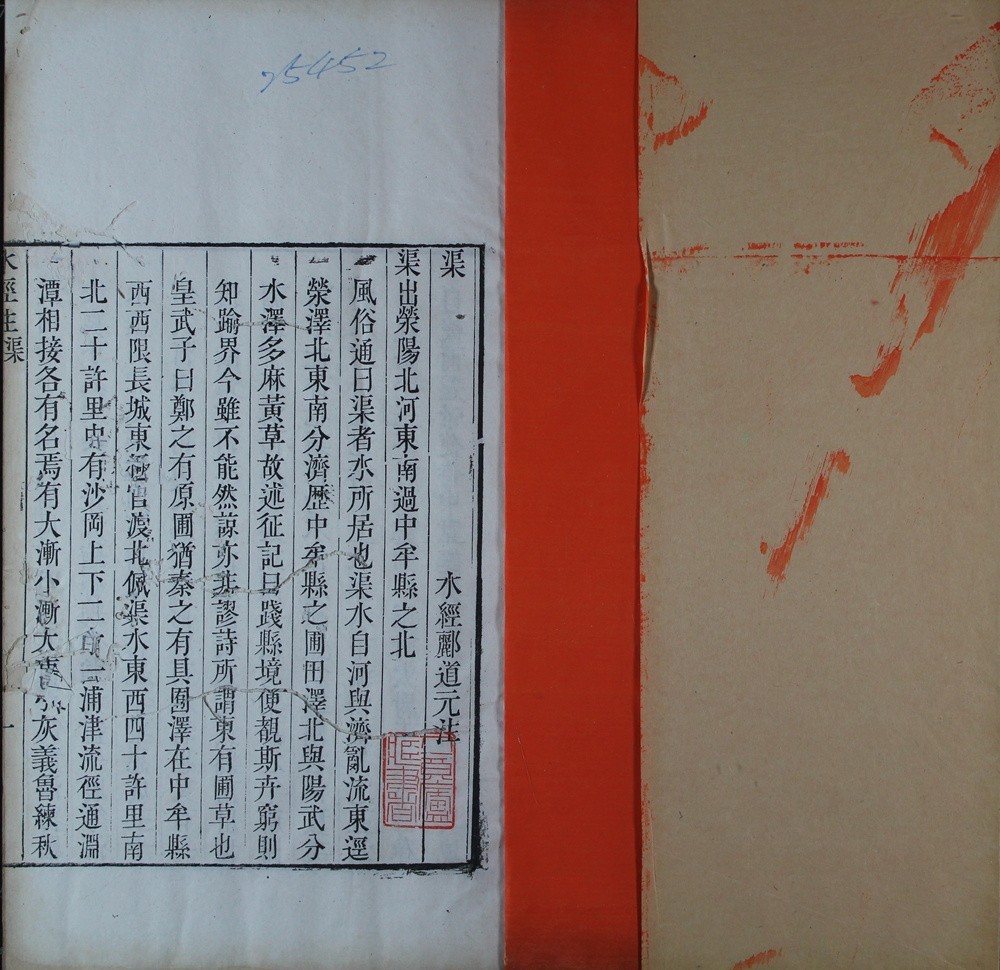 25452
渠　水經酈道元注
渠出滎陽北河東南過中牟縣之北
風俗通曰渠者水所居也渠水自河與濟亂流東逕
滎澤北東南分濟歷中牟縣之圃田澤北與陽武分
水澤多麻黃草故述征記曰踐縣境便覩斯卉窮則
知踰界今雖不能然諒亦非謬詩所謂東有圃草也
皇武子曰鄭之有原圃猶秦之有具圃澤在中牟縣
西西限長城東極官渡北佩渠水東西四十許里南
北二十許里中有沙岡上下二十浦津流徑通淵
潭相接各有名焉有大漸小漸大灰義魯練秋
水經注渠
一